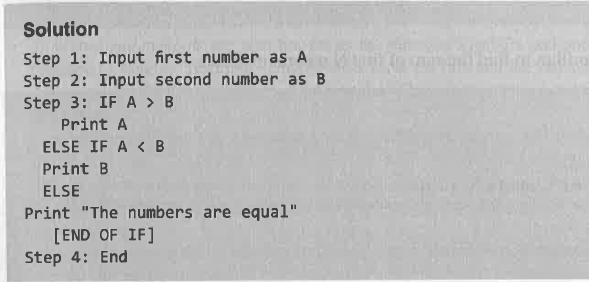 Solution
Step 1: Input first number as A
Step 2: Input second number as B
Step 3: IF A > B
Print A
ELSE IF A < B
Print B
ELSE
Print "The numbers are equal"
[END OF IF]
Step 4: End